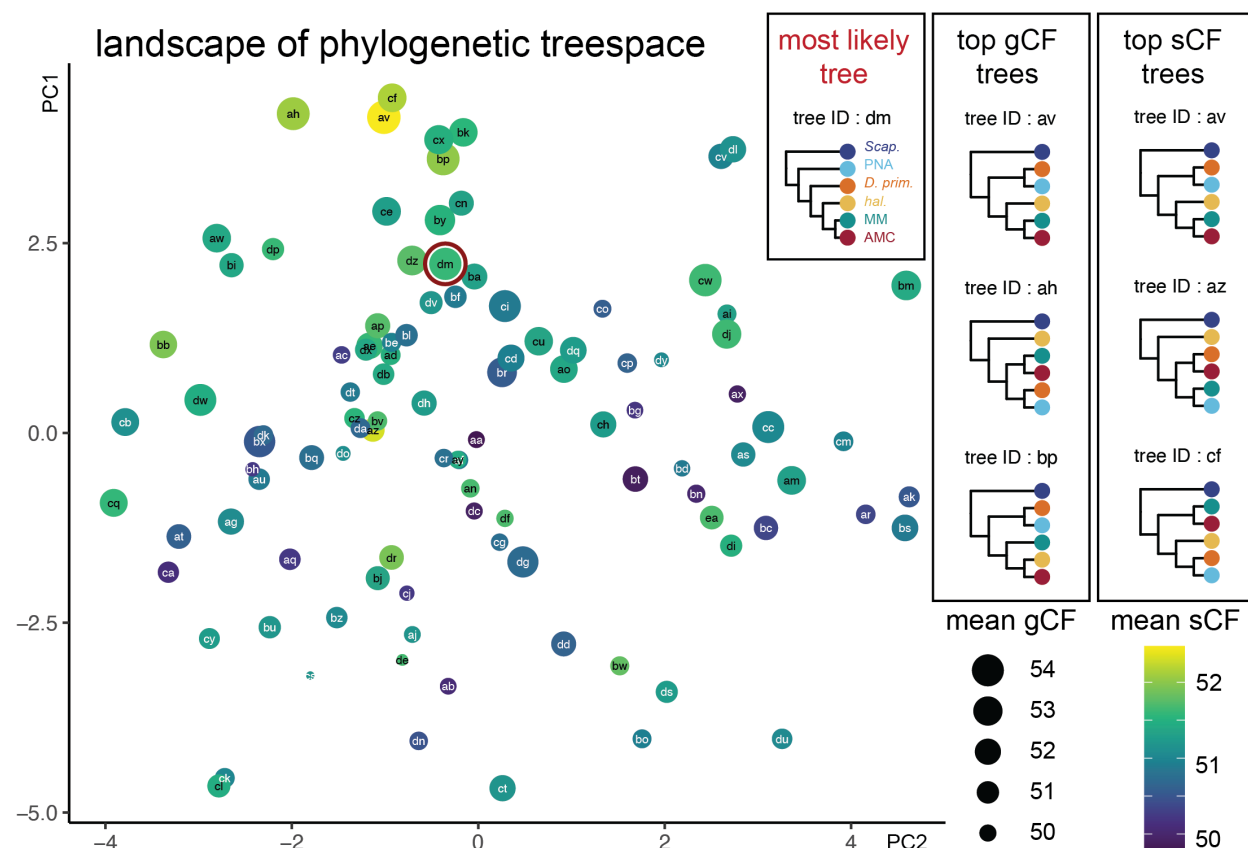 landscape of phylogenetic treespace
PC1
2.5
0.0
−2.5
−5.0
−4
−2
0
2
4
PC2
cf
ah
av
bk
cx
bp
dl
cv
cn
ce
by
aw
dp
bi
dz
dm
ba
bm
cw
dv
bf
ci
co
ai
dj
ap
bl
bb
ae
be
dx
ac
ad
cu
dq
cd
ao
br
cp
dy
db
dt
dw
dh
ax
bg
cb
cz
bv
da
az
ch
cc
dk
bx
aa
cm
do
bq
cr
ay
as
bh
au
bd
bt
am
an
bn
ak
cq
dc
df
ea
ar
bs
bc
ag
at
cg
di
aq
dr
dg
ca
bj
cj
bz
bu
cy
aj
dd
de
bw
ab
ds
dn
bo
du
ck
cl
ct
most likely
tree
tree ID : dm
Scap.
PNA
D. prim.
hal.
MM
AMC
top gCF
trees
tree ID : av
tree ID : ah
tree ID : bp
top sCF
trees
tree ID : av
tree ID : az
tree ID : cf
mean gCF
54
53
52
51
50
mean sCF
52
51
50